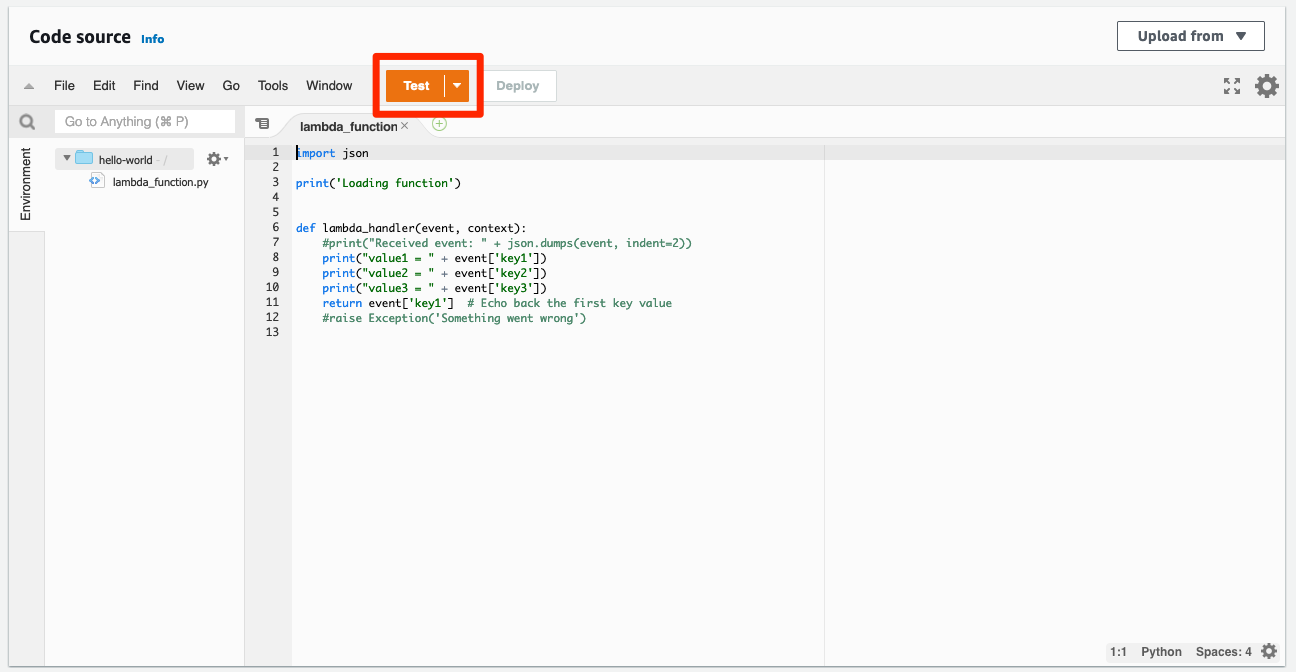 Code source Info
Upload from
File Edit Find View Go Tools Window Test Deploy
Go to Anything (⌘ P)
lambda_function
Environment
hello-world - /
lambda_function.py
1 import json
2
3 print('Loading function')
4
5
6 def lambda_handler(event, context):
7     #print("Received event: " + json.dumps(event, indent=2))
8     print("value1 = " + event['key1'])
9     print("value2 = " + event['key2'])
10     print("value3 = " + event['key3'])
11     return event['key1']  # Echo back the first key value
12     #raise Exception('Something went wrong')
13
1:1 Python Spaces: 4